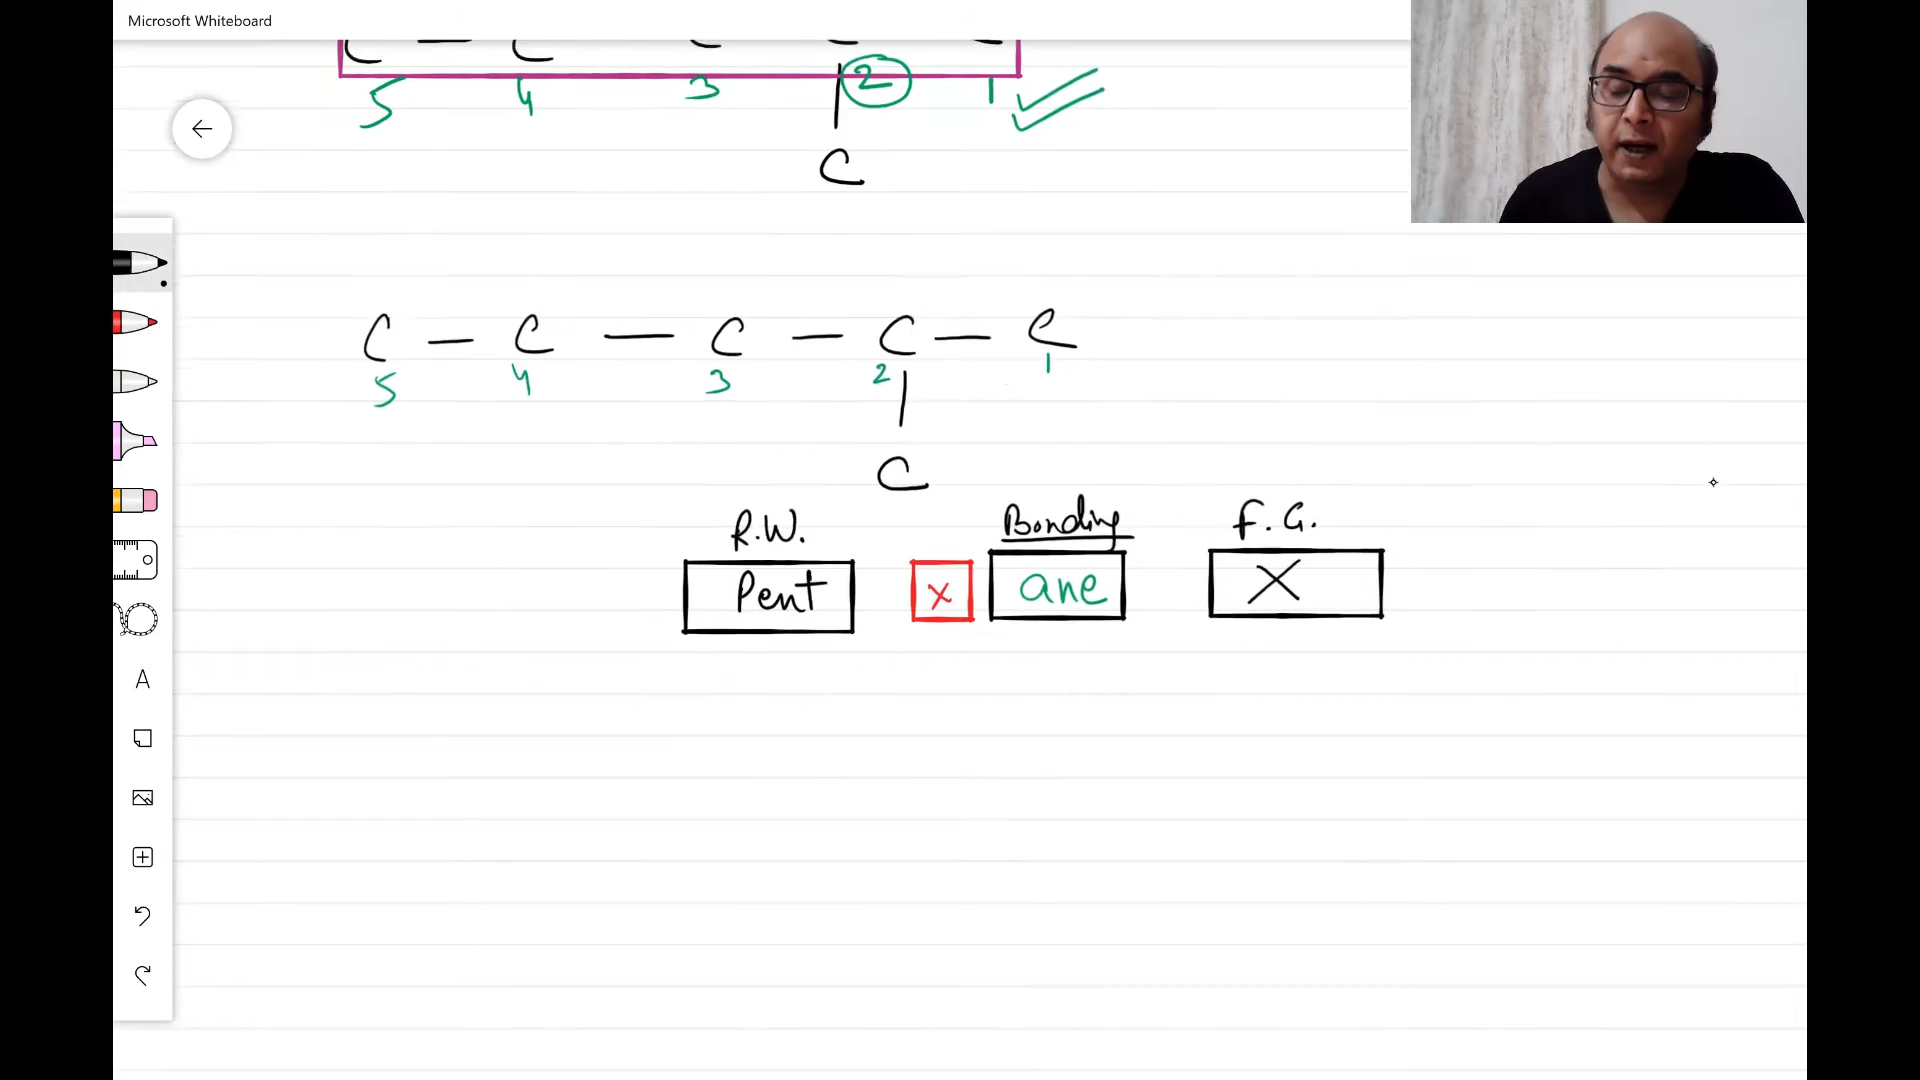 Microsoft Whiteboard
C — C C
5 4 3 2 1
C
C — C — C — C — C
5 4 3 2 1
C
R.W. Bonding F.G.
Pent x ane X
A